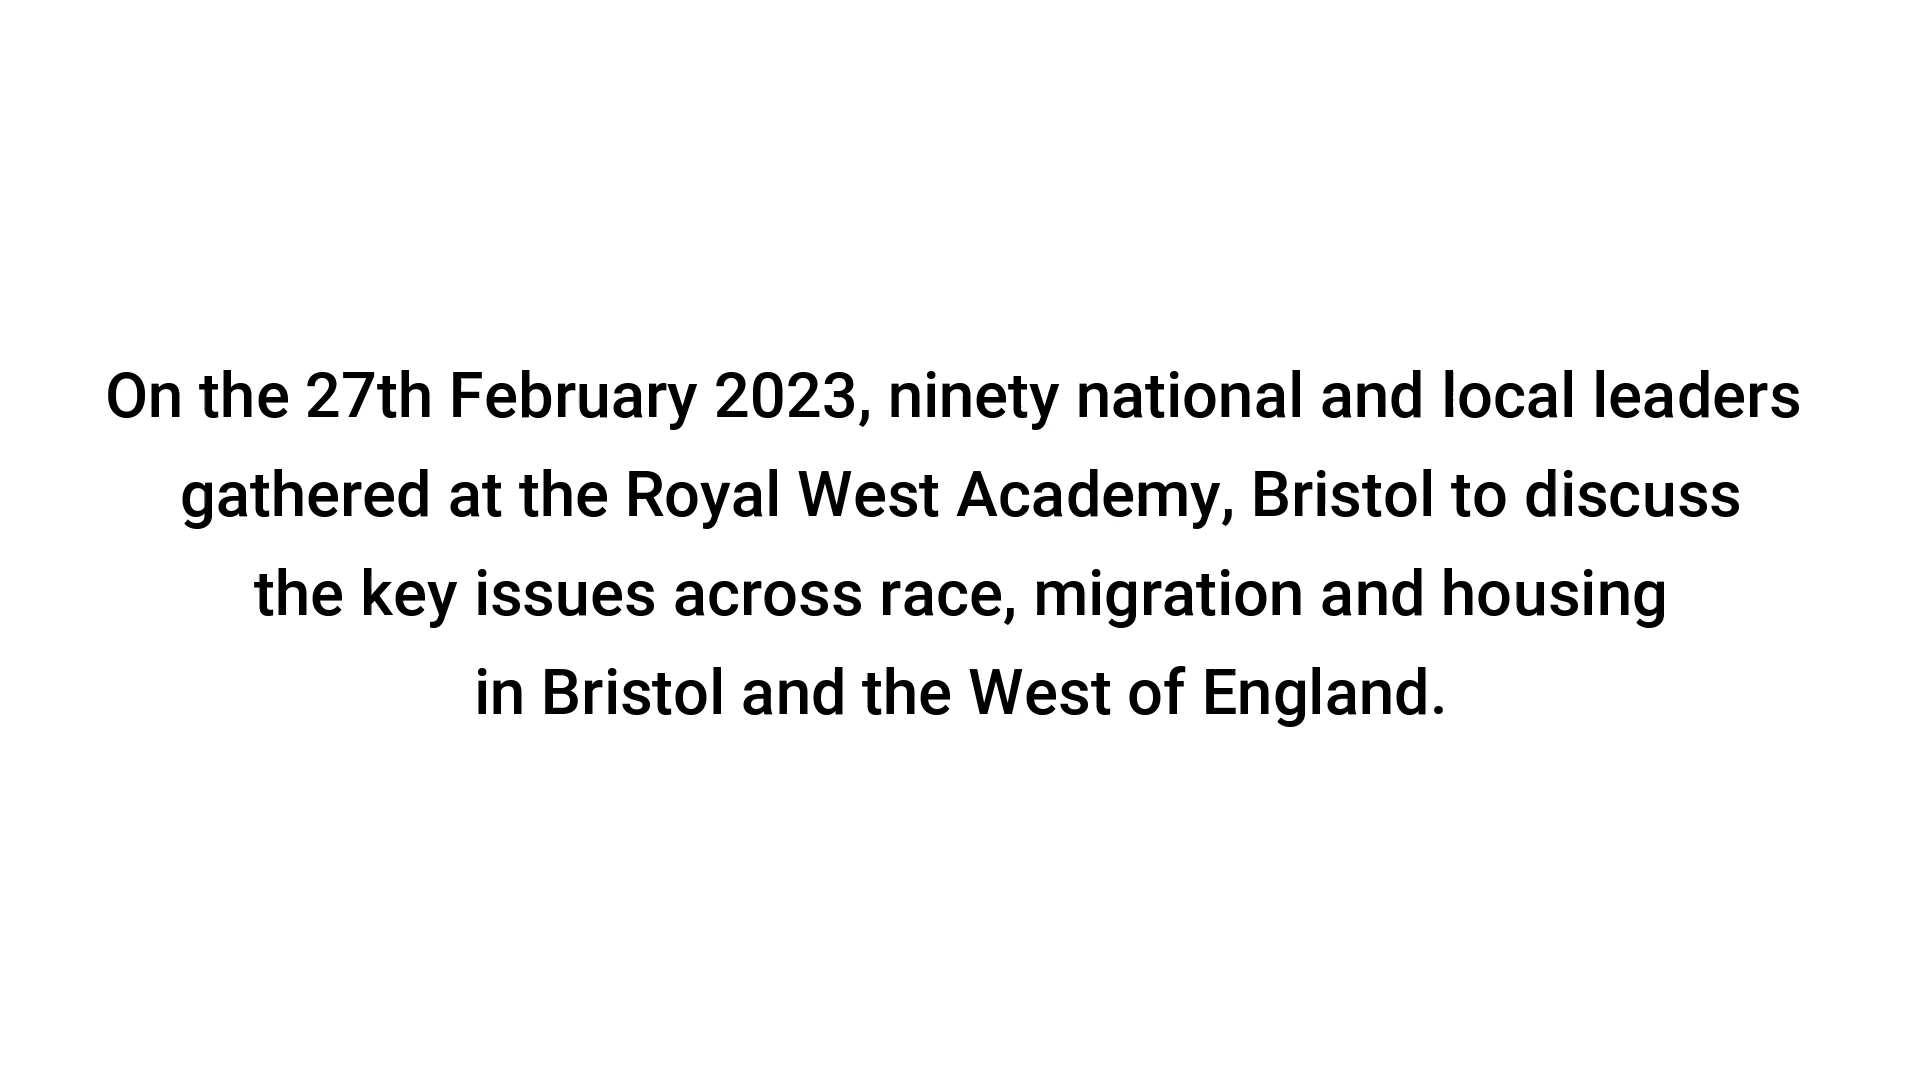 On the 27th February 2023, ninety national and local leaders
gathered at the Royal West Academy, Bristol to discuss
the key issues across race, migration and housing
in Bristol and the West of England.